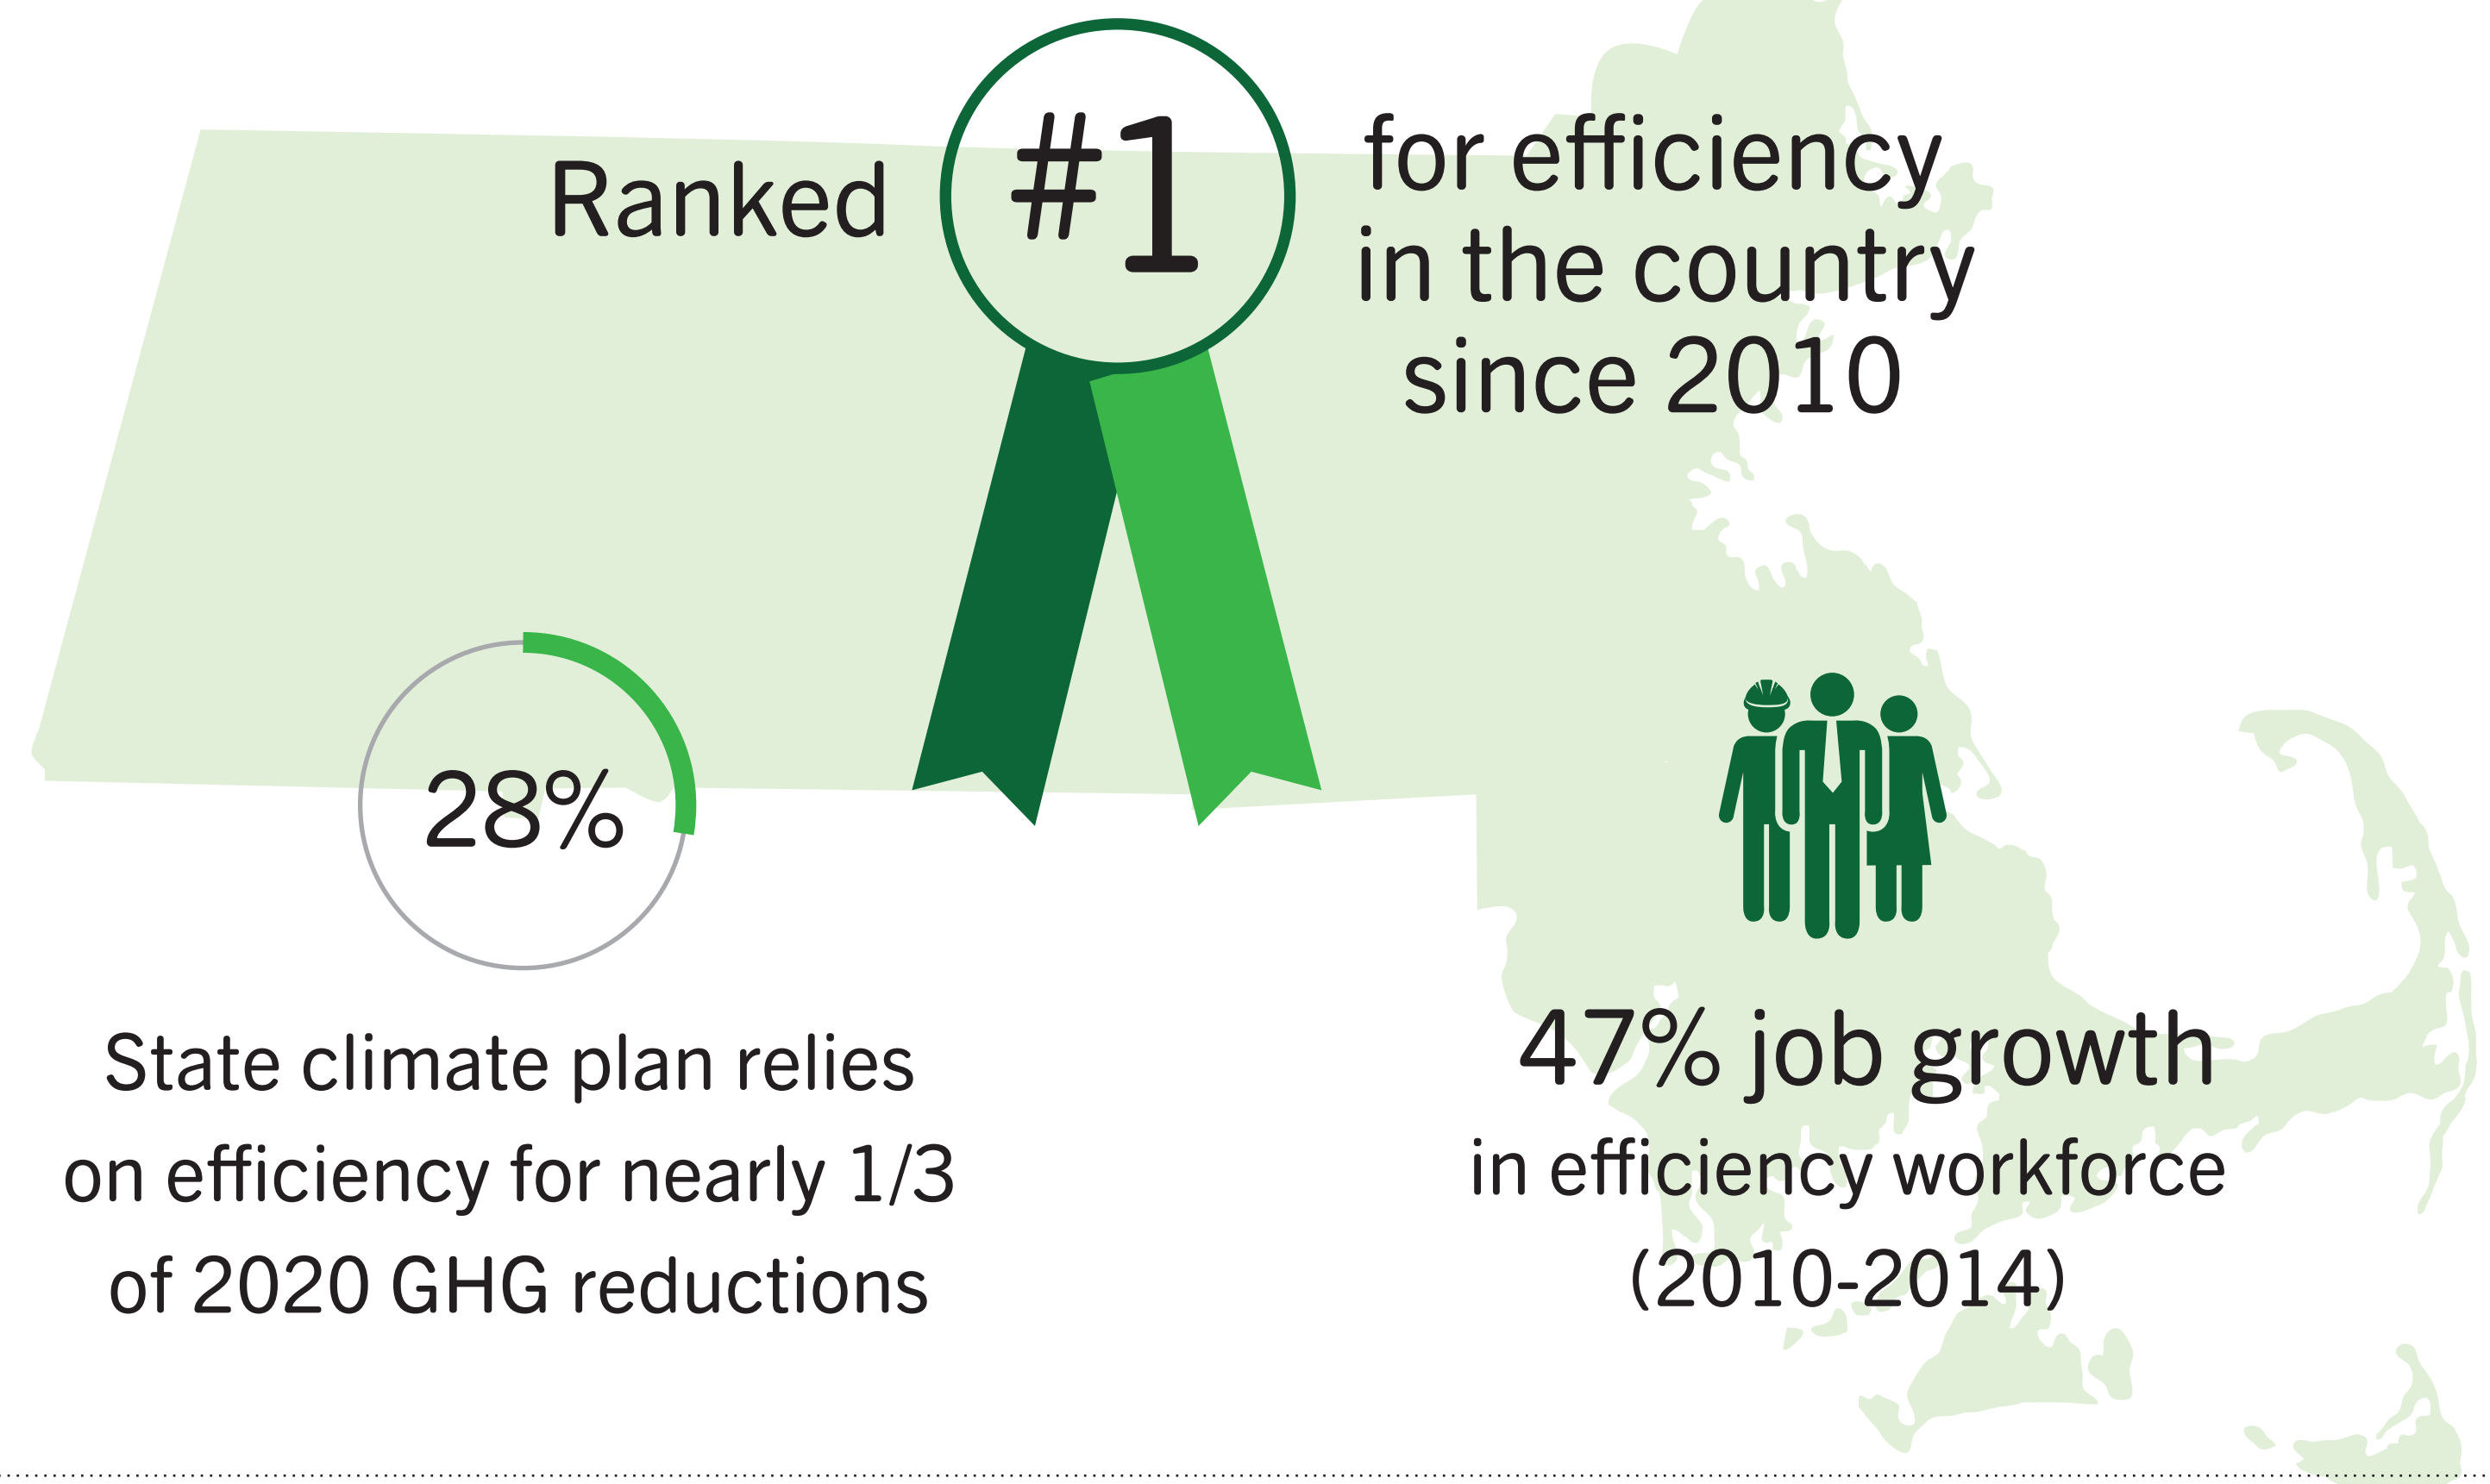 Ranked
#1
for efficiency
in the country
since 2010
28%
State climate plan relies
on efficiency for nearly 1/3
of 2020 GHG reductions
47% job growth
in efficiency workforce
(2010-2014)